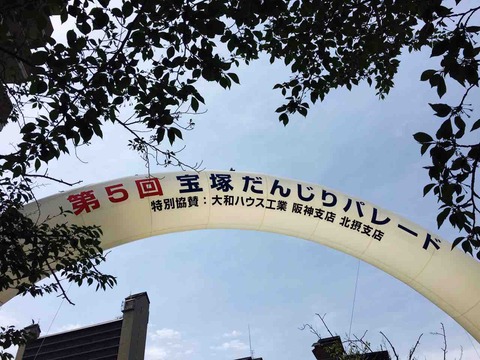 第5回 宝塚だんじりパレード
特別協賛：大和ハウス工業 阪神支店 北摂支店